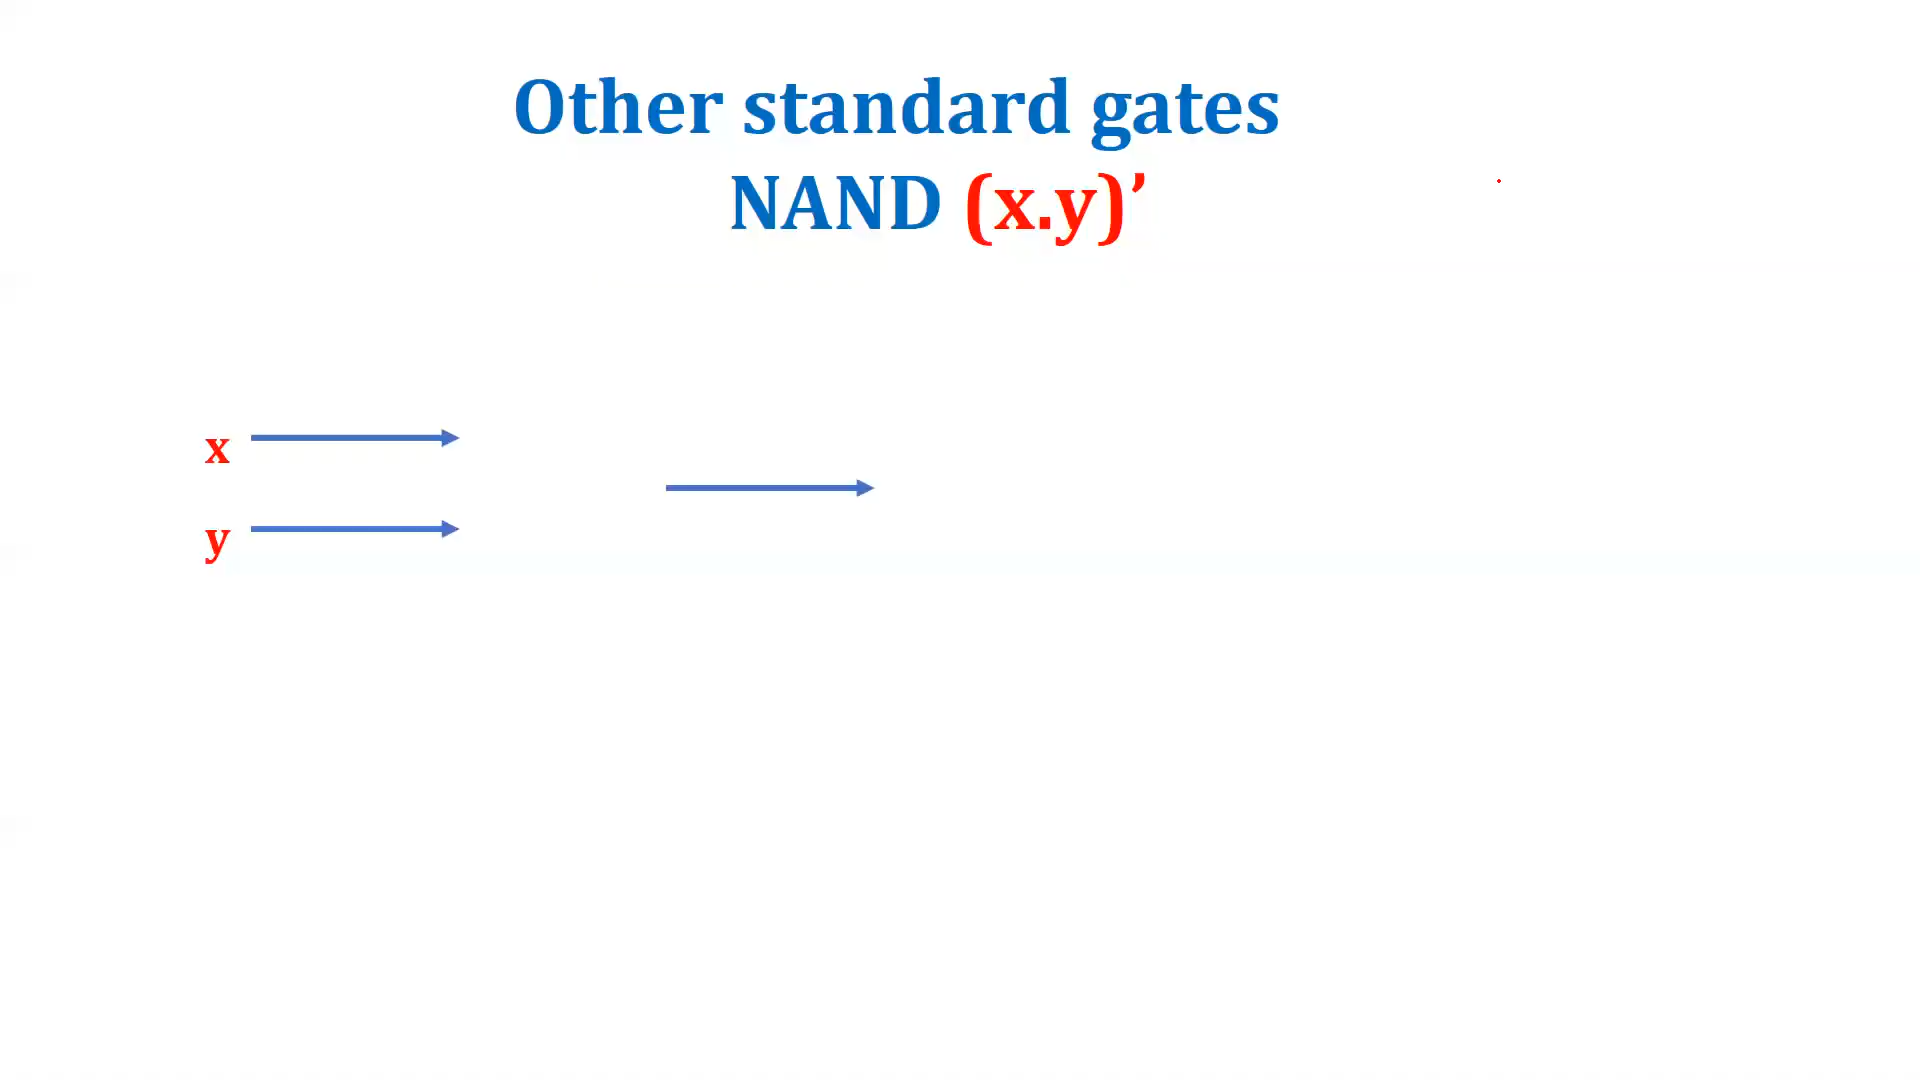 Other standard gates
NAND (x.y)’
x
y